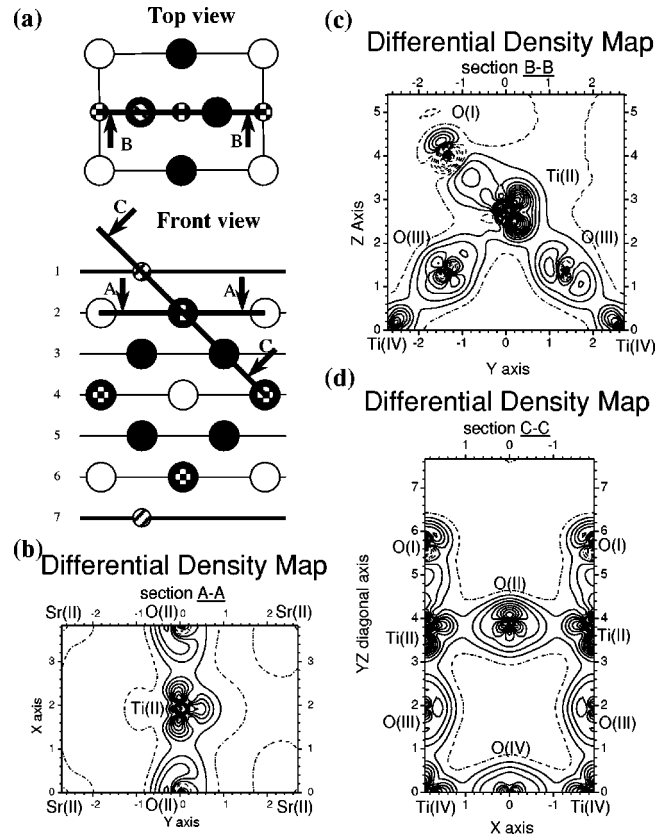 (a)
Top view
B
B
Front view
C
1
A
A
2
3
C
4
5
6
7
(b)
Differential Density Map
section A-A
Sr(II) -2 -1 O(II) 0 1 2 Sr(II)
3
2
1
0
X axis
Ti(II)
3
2
1
0
Sr(II) -2 -1 O(II) 0 1 2 Sr(II)
Y axis
(c)
Differential Density Map
section B-B
-2 -1 0 1 2
5
4
3
2
1
0
Z Axis
O(I)
Ti(II)
O(III)
O(III)
5
4
3
2
1
0
-2 -1 0 1 2
Ti(IV)
Ti(IV)
Y axis
(d)
Differential Density Map
section C-C
1 0 -1
7
6
5
4
3
2
1
0
YZ diagonal axis
O(I)
O(I)
O(II)
Ti(II)
Ti(II)
O(III)
O(III)
O(IV)
7
6
5
4
3
2
1
0
Ti(IV) -1 0 1 Ti(IV)
X axis